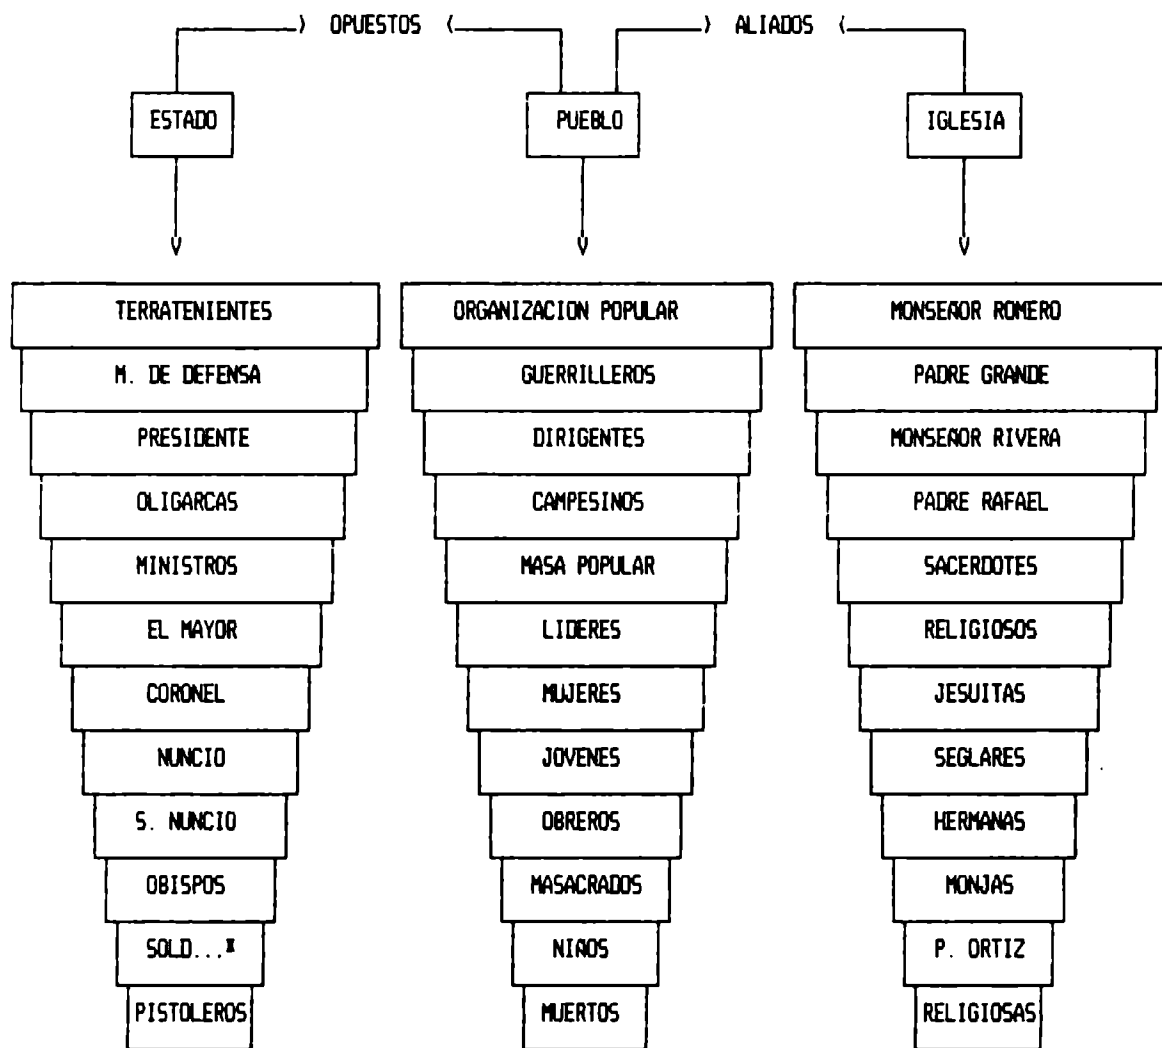 OPUESTOS
ALIADOS
ESTADO
PUEBLO
IGLESIA
TERRATENIENTES
M. DE DEFENSA
PRESIDENTE
OLIGARCAS
MINISTROS
EL MAYOR
CORONEL
NUNCIO
S. NUNCIO
OBISPOS
SOLD...*
PISTOLEROS
ORGANIZACION POPULAR
GUERRILLEROS
DIRIGENTES
CAMPESINOS
MASA POPULAR
LIDERES
MUJERES
JOVENES
OBREROS
MASACRADOS
NIÑOS
MUERTOS
MONSEÑOR ROMERO
PADRE GRANDE
MONSEÑOR RIVERA
PADRE RAFAEL
SACERDOTES
RELIGIOSOS
JESUITAS
SEGLARES
HERMANAS
MONJAS
P. ORTIZ
RELIGIOSAS